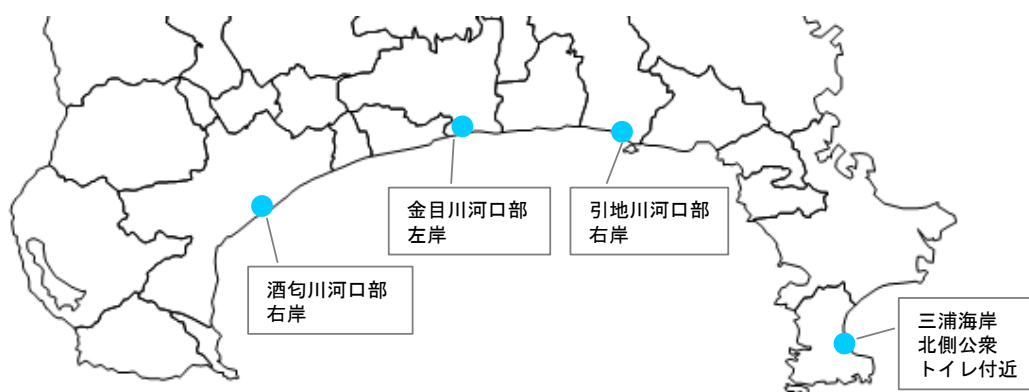 金目川河口部
左岸
引地川河口部
右岸
酒匂川河口部
右岸
三浦海岸
北側公衆
トイレ付近